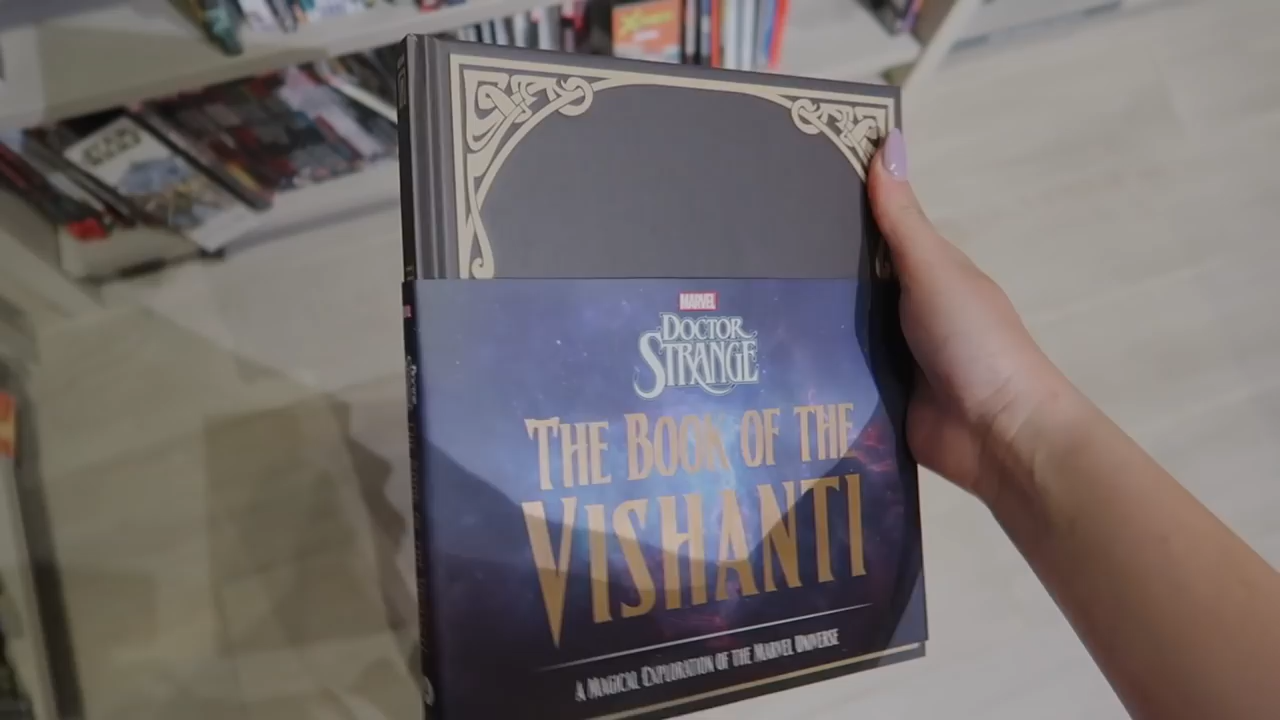 MARVEL
DOCTOR
STRANGE
THE BOOK OF THE
VISHANTI
A MAGICAL EXPLORATION OF THE MARVEL UNIVERSE